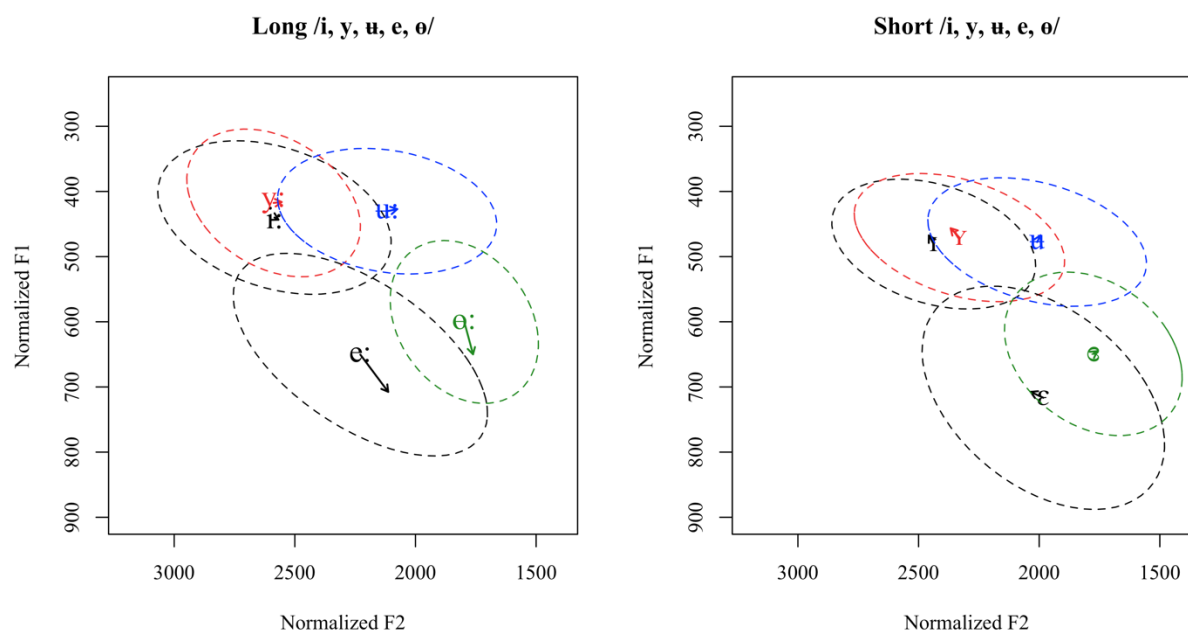 Long /i, y, ʉ, e, ɵ/
300
400
500
600
700
800
900
Normalized F1
y:
i:
ʉ:
ɵ:
e:
3000
2500
2000
1500
Normalized F2
Short /i, y, ʉ, e, ɵ/
300
400
500
600
700
800
900
Normalized F1
ɪ
ʏ
ʉ
ɛ
3000
2500
2000
1500
Normalized F2